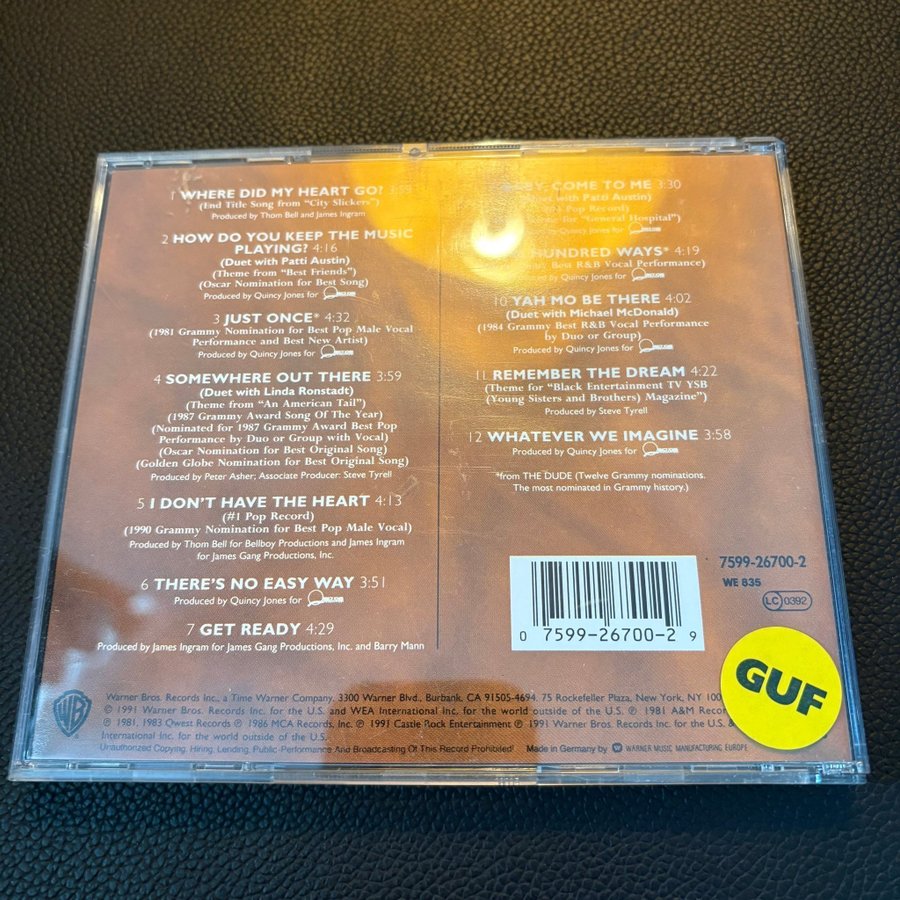 1 WHERE DID MY HEART GO? 3:59
(End Title Song from "City Slickers")
Produced by Thom Bell and James Ingram
2 HOW DO YOU KEEP THE MUSIC
PLAYING? 4:16
(Duet with Patti Austin)
(Theme from "Best Friends")
(Oscar Nomination for Best Song)
Produced by Quincy Jones for
3 JUST ONCE* 4:32
(1981 Grammy Nomination for Best Pop Male Vocal
Performance and Best New Artist)
Produced by Quincy Jones for
4 SOMEWHERE OUT THERE 3:59
(Duet with Linda Ronstadt)
(Theme from "An American Tail")
(1987 Grammy Award Song Of The Year)
(Nominated for 1987 Grammy Award Best Pop
Performance by Duo or Group with Vocal)
(Oscar Nomination for Best Original Song)
(Golden Globe Nomination for Best Original Song)
Produced by Peter Asher; Associate Producer: Steve Tyrell
5 I DON'T HAVE THE HEART 4:13
(#1 Pop Record)
(1990 Grammy Nomination for Best Pop Male Vocal)
Produced by Thom Bell for Bellboy Productions and James Ingram
for James Gang Productions, Inc.
6 THERE'S NO EASY WAY 3:51
Produced by Quincy Jones for
7 GET READY 4:29
Produced by James Ingram for James Gang Productions, Inc. and Barry Mann
COME TO ME 3:30
with Patti Austin)
Pop Record)
for "General Hospital")
by Quincy Jones for
HUNDRED WAYS* 4:19
Best R&B Vocal Performance)
by Quincy Jones for
10 YAH MO BE THERE 4:02
(Duet with Michael McDonald)
(1984 Grammy Best R&B Vocal Performance
by Duo or Group)
Produced by Quincy Jones for
11 REMEMBER THE DREAM 4:22
(Theme for "Black Entertainment TV YSB
(Young Sisters and Brothers) Magazine")
Produced by Steve Tyrell
12 WHATEVER WE IMAGINE 3:58
Produced by Quincy Jones for
*from THE DUDE (Twelve Grammy nominations.
The most nominated in Grammy history.)
7599-26700-2
WE 835
LC 0392
0 7599-26700-2 9
GUF
WB
Warner Bros. Records Inc., a Time Warner Company, 3300 Warner Blvd., Burbank, CA 91505-4694. 75 Rockefeller Plaza, New York, NY 100
© 1991 Warner Bros. Records Inc. for the U.S. and WEA International Inc. for the world outside of the U.S. ℗ 1981 A&M Recor
℗ 1981, 1983 Qwest Records ℗ 1986 MCA Records, Inc. ℗ 1991 Castle Rock Entertainment ℗ 1991 Warner Bros. Records Inc. for the U.S. &
International Inc. for the world outside of the U.S.
Unauthorized Copying, Hiring, Lending, Public Performance And Broadcasting Of This Record Prohibited! Made in Germany by WARNER MUSIC MANUFACTURING EUROPE